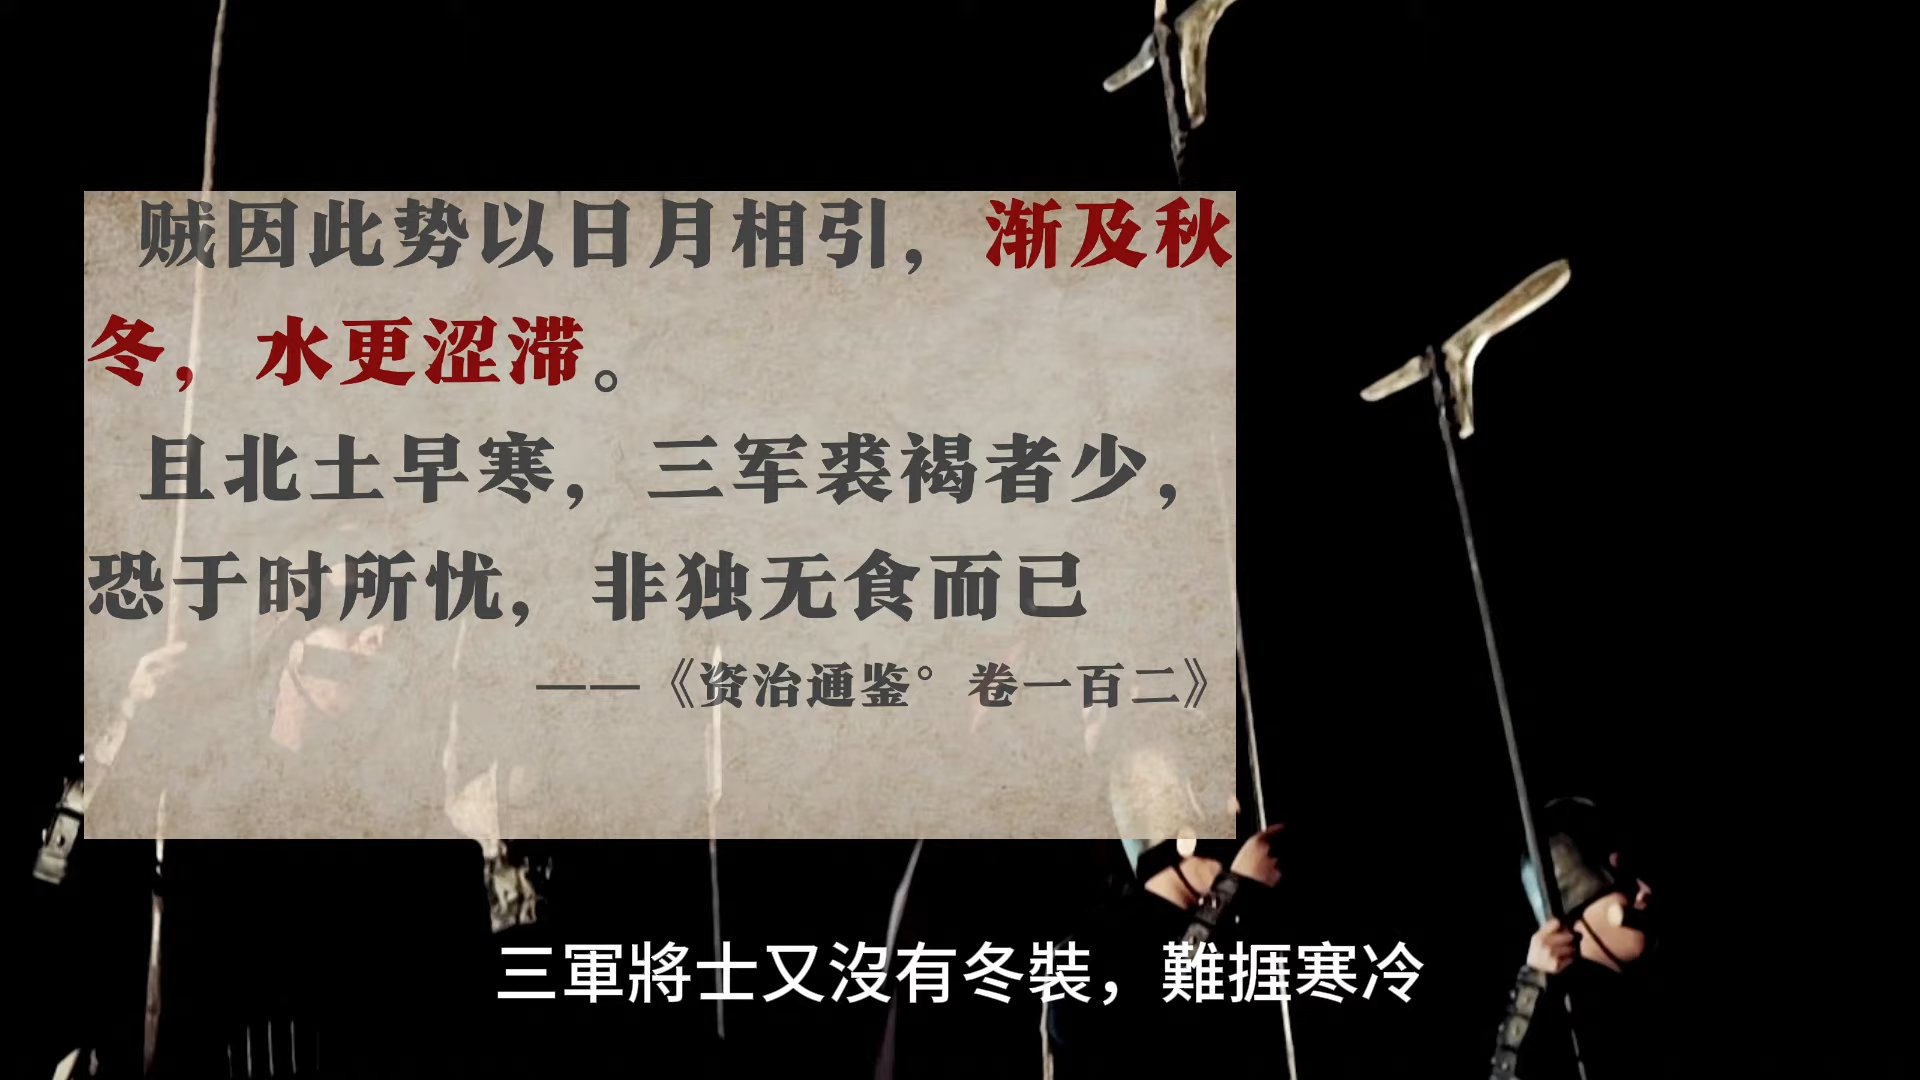 贼因此势以日月相引，渐及秋
冬，水更涩滞。
且北土早寒，三军裘褐者少，
恐于时所忧，非独无食而已
——《资治通鉴°卷一百二》
三軍將士又沒有冬裝，難捱寒冷